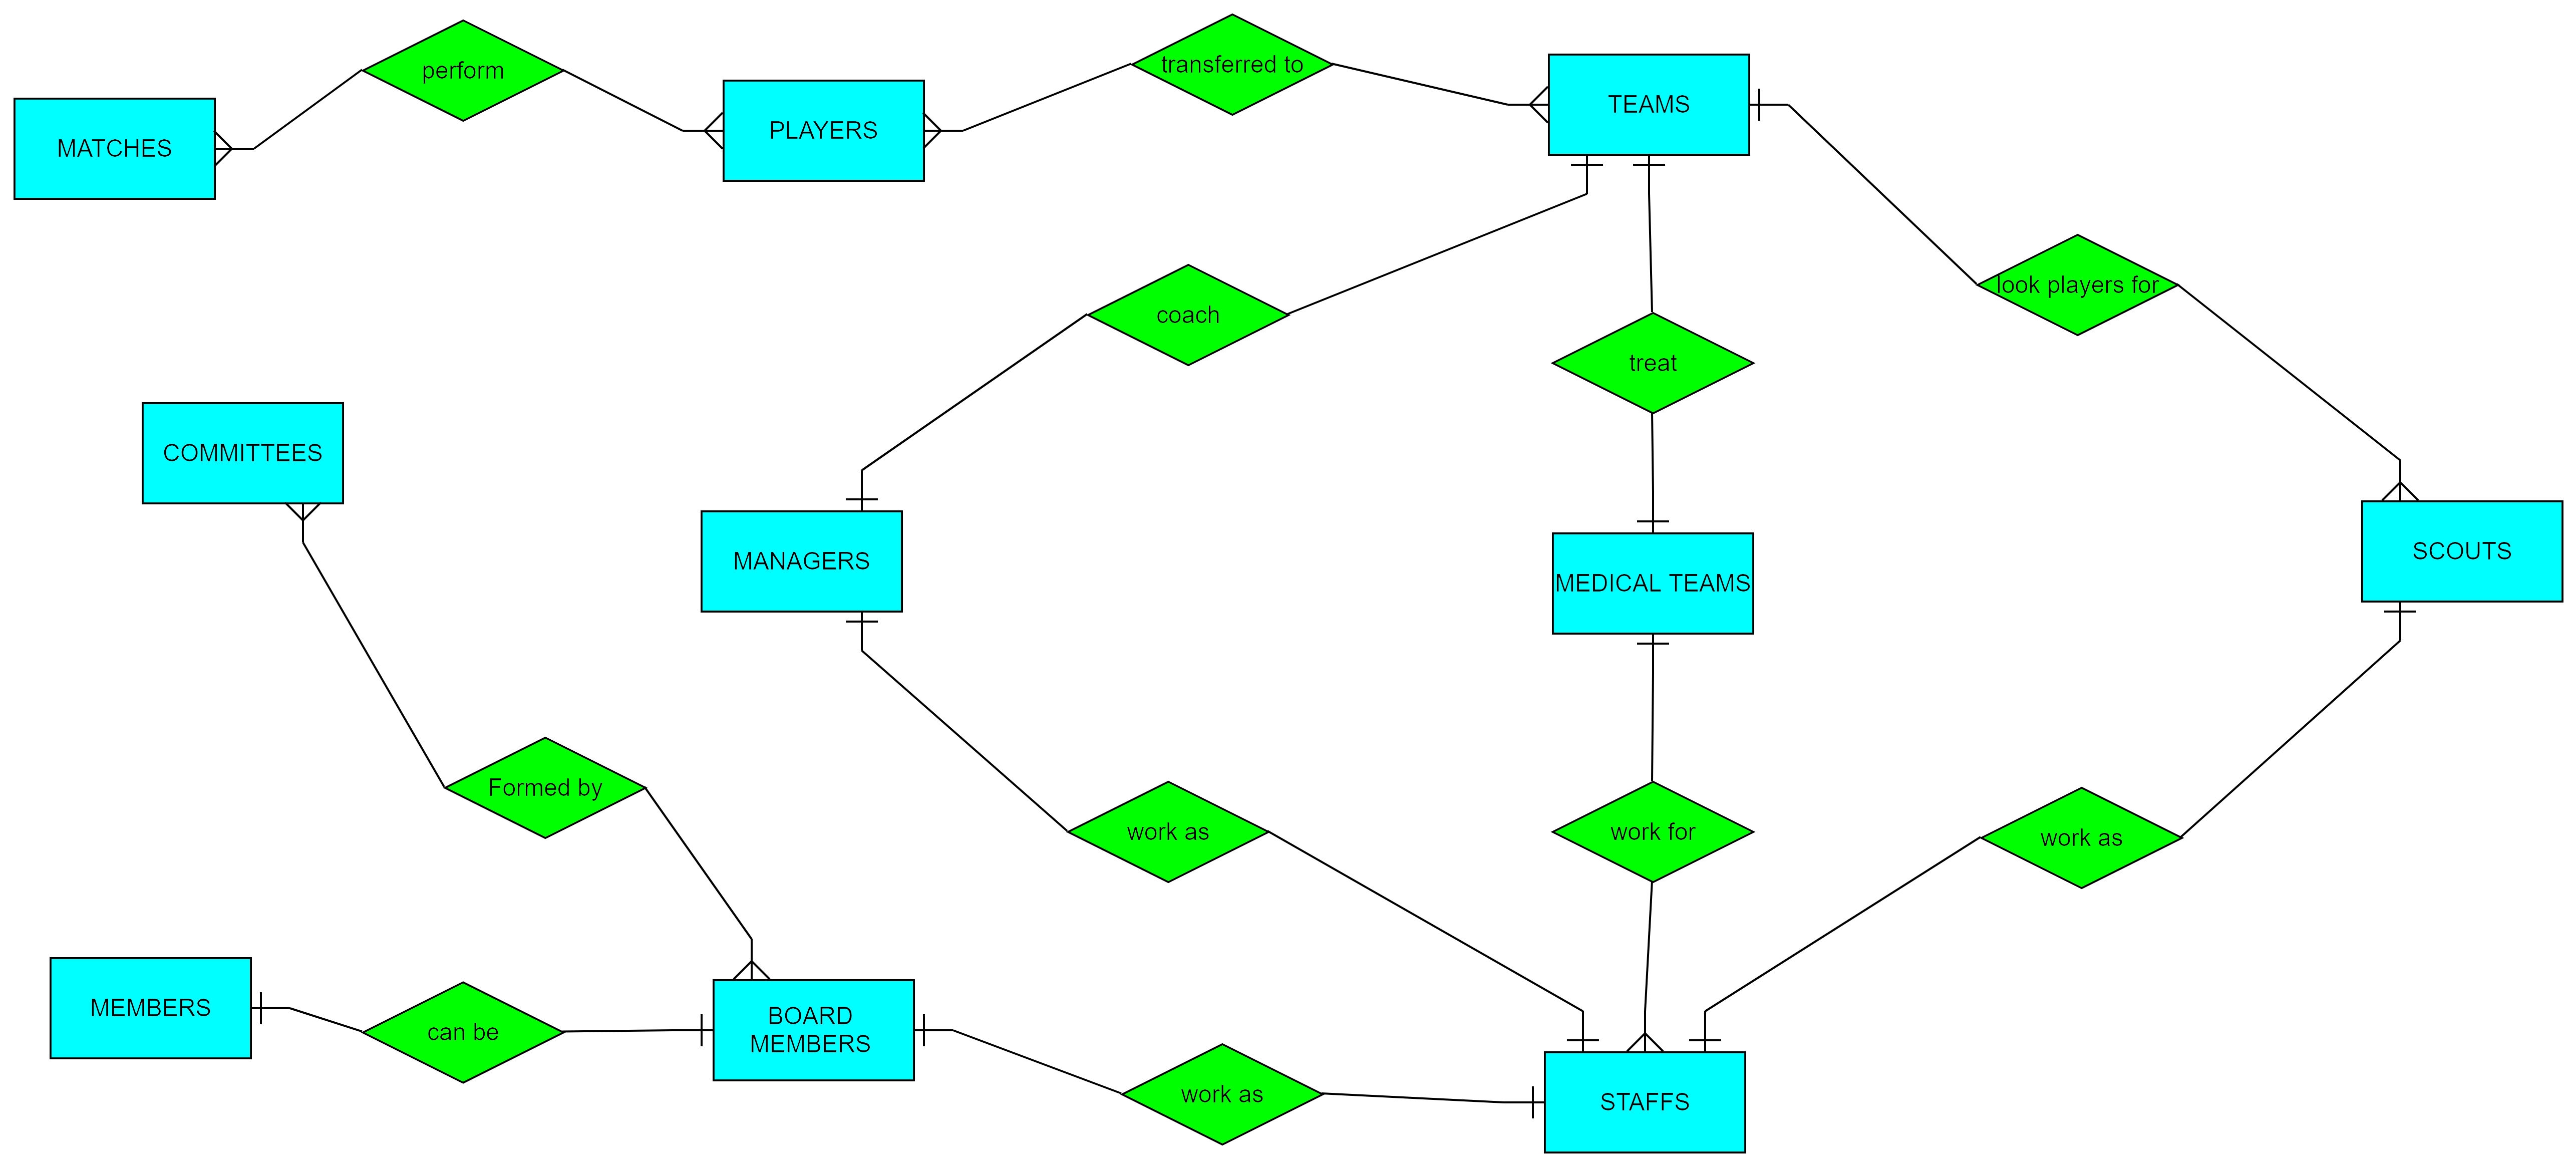 perform
transferred to
TEAMS
PLAYERS
MATCHES
look players for
coach
treat
COMMITTEES
SCOUTS
MANAGERS
MEDICAL TEAMS
Formed by
work as
work for
work as
MEMBERS
can be
BOARD
MEMBERS
work as
STAFFS